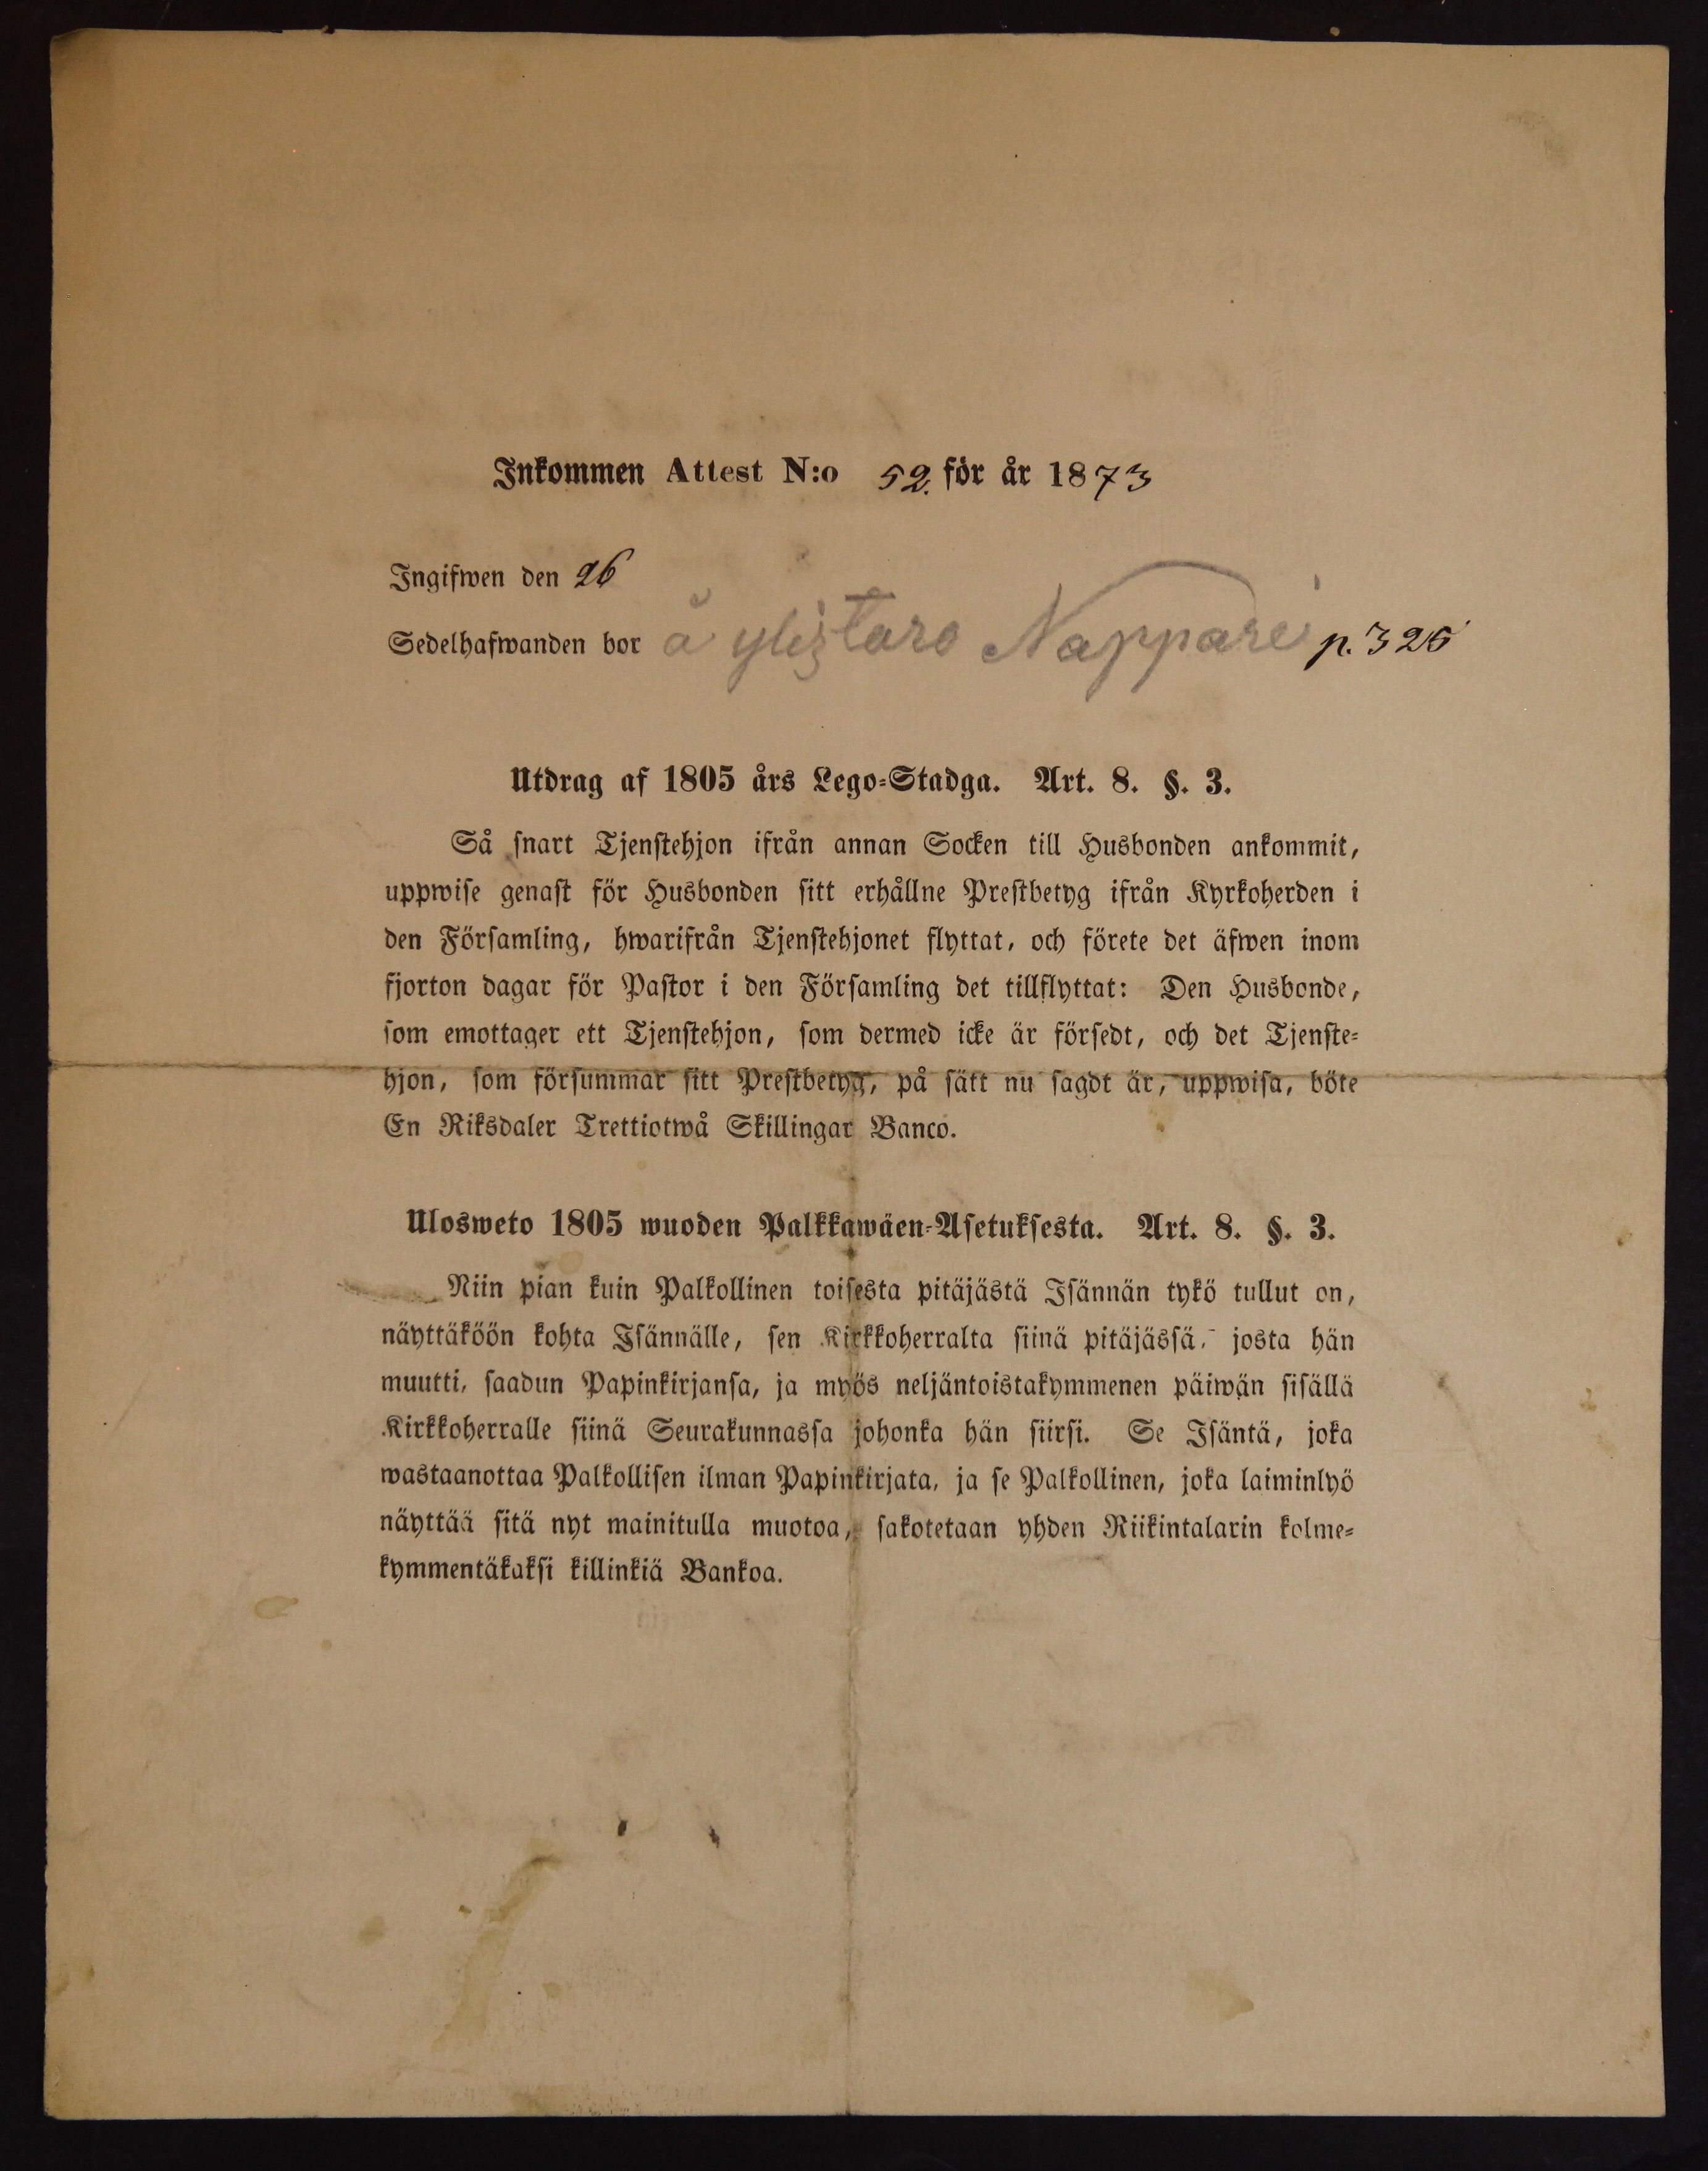 Inkommen Attest N:o 52. för år 1873
Ingifwen den 26
Sedelhafwanden bor å ylistaro Nappari p. 326
Utdrag af 1805 års Lego-Stadga. Art. 8. §. 3.
Så snart Tjenstehjon ifrån annan Socken till Husbonden ankommit,
uppwise genast för Husbonden sitt erhållne Prestbetyg ifrån Kyrkoherden i
den Församling, hwarifrån Tjenstehjonet flyttat, och förete det äfwen inom
fjorton dagar för Pastor i den Församling det tillflyttat: Den Husbonde,
som emottager ett Tjenstehjon, som dermed icke är försedt, och det Tjenste-
hjon, som försummar sitt Prestbetyg, på sätt nu sagdt är, uppwisa, böte
En Riksdaler Trettiotwå Skillingar Banco.
Ulosweto 1805 wuoden Palkkawäen-Asetuksesta. Art. 8. §. 3.
Niin pian kuin Palkollinen toisesta pitäjästä Isännän tykö tullut on,
näyttäköön kohta Isännälle, sen Kirkkoherralta siinä pitäjässä, josta hän
muutti, saadun Papinkirjansa, ja myös neljäntoistakymmenen päiwän sisällä
Kirkkoherralle siinä Seurakunnassa johonka hän siirsi. Se Isäntä, joka
wastaanottaa Palkollisen ilman Papinkirjata, ja se Palkollinen, joka laiminlyö
näyttää sitä nyt mainitulla muotoa, sakotetaan yhden Riikintalarin kolme-
kymmentäkaksi killinkiä Bankoa.